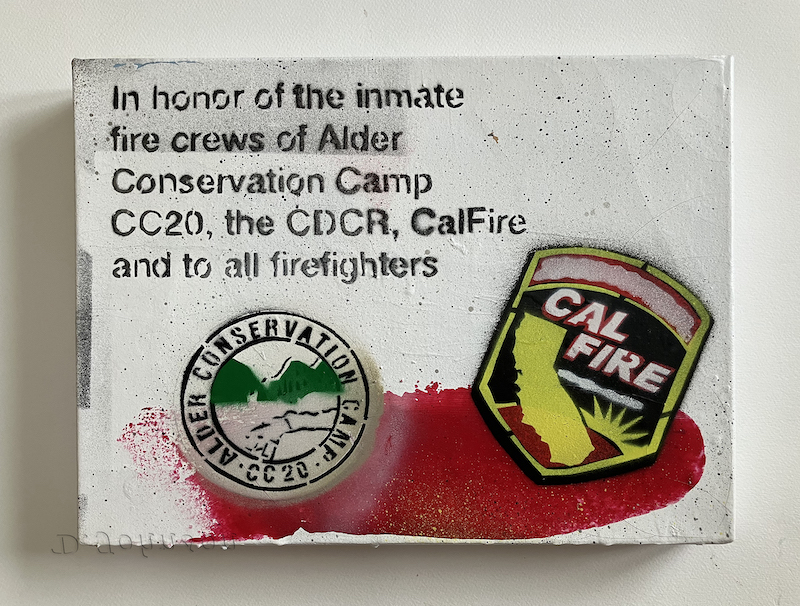 In honor of the inmate
fire crews of Alder
Conservation Camp
CC20, the CDCR, CalFire
and to all firefighters
ALDER CONSERVATION CAMP
· CC20 ·
CAL
FIRE
D Johnson